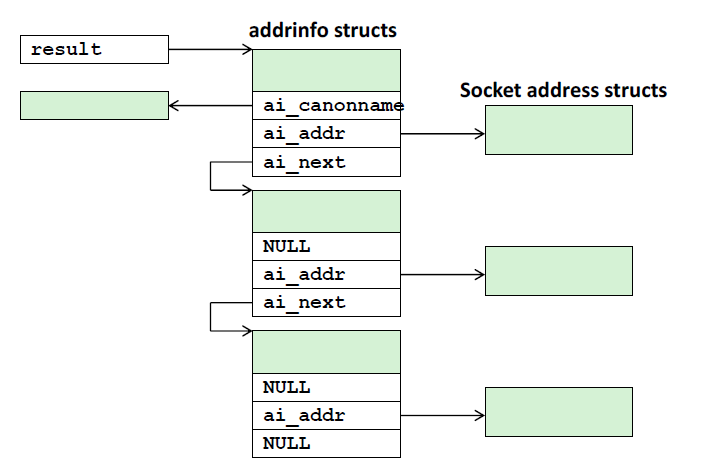 addrinfo structs
result
ai_canonname
Socket address structs
ai_addr
ai_next
NULL
ai_addr
ai_next
NULL
ai_addr
NULL